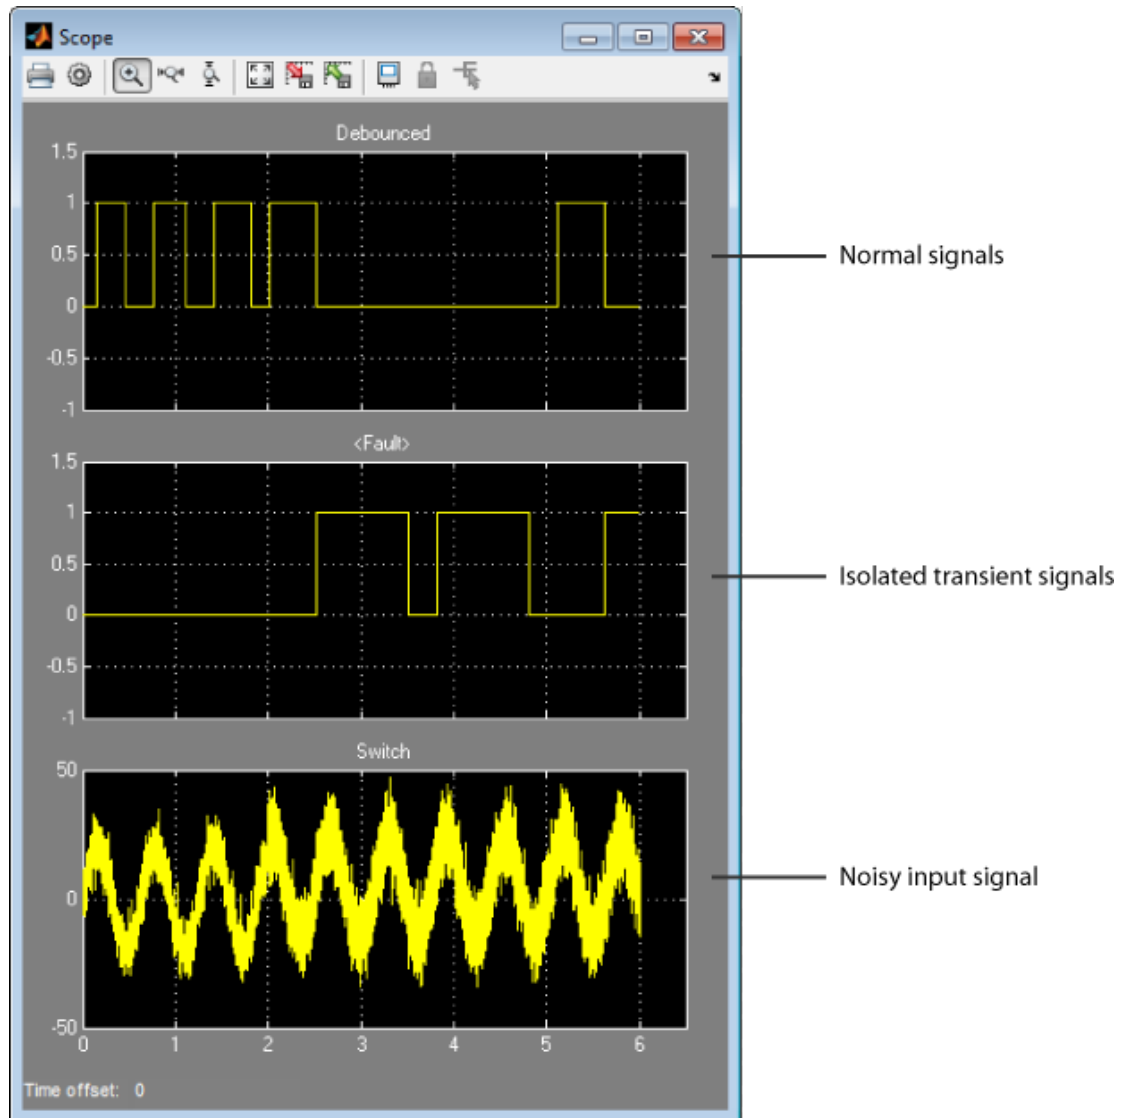 Scope
Debounced
1.5
1
0.5
0
-0.5
-1
Normal signals
<Fault>
1.5
1
0.5
0
-0.5
-1
Isolated transient signals
Switch
50
0
-50
Noisy input signal
0 1 2 3 4 5 6
Time offset: 0